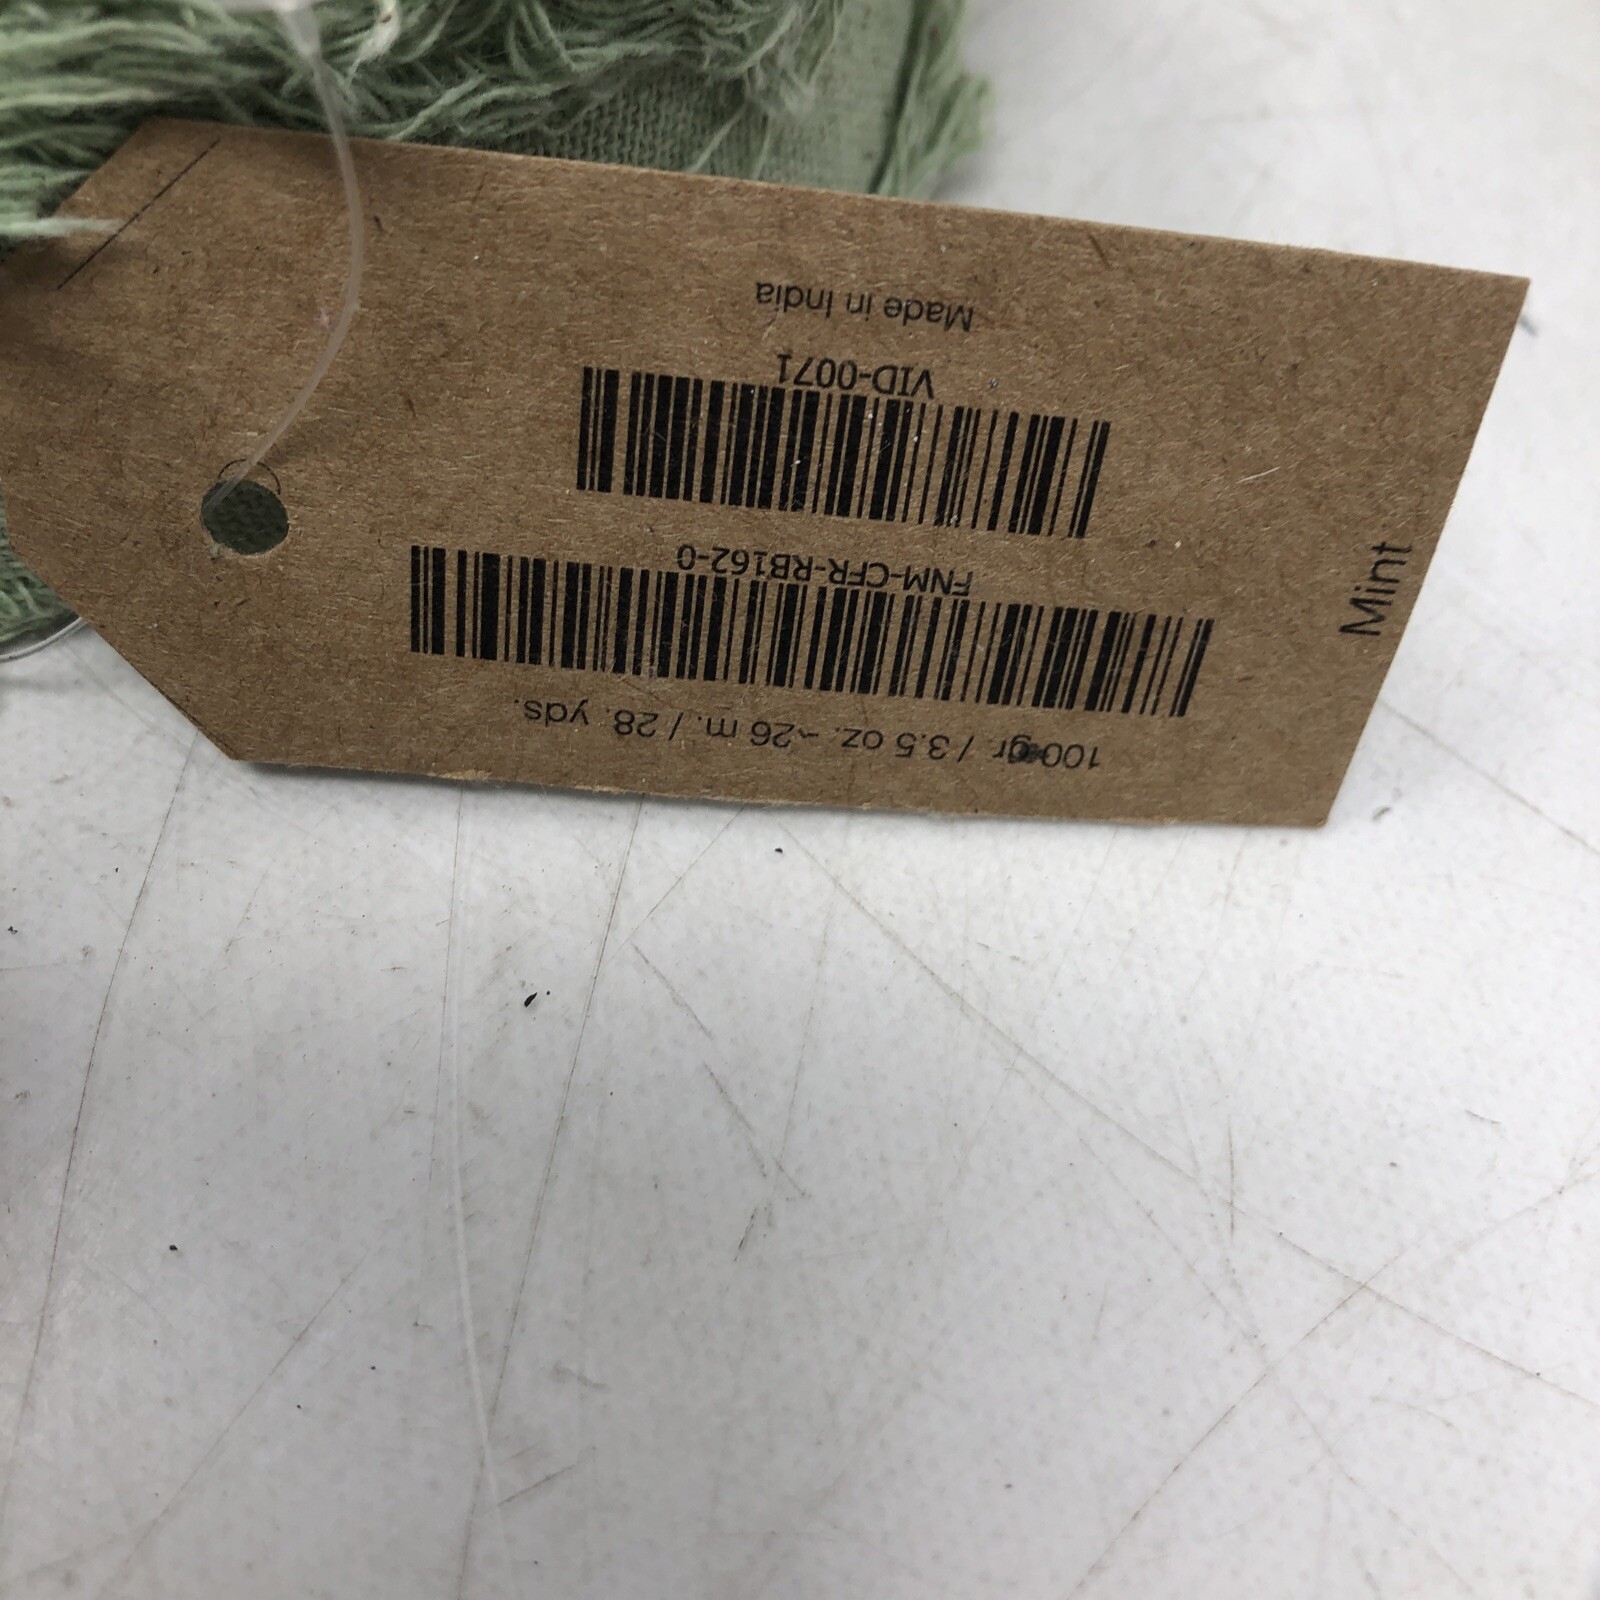 100 gr. / 3.5 oz. ~26 m. / 28. yds.
FNM-CFR-RB162-0
VID-0071
Made in India
Mint